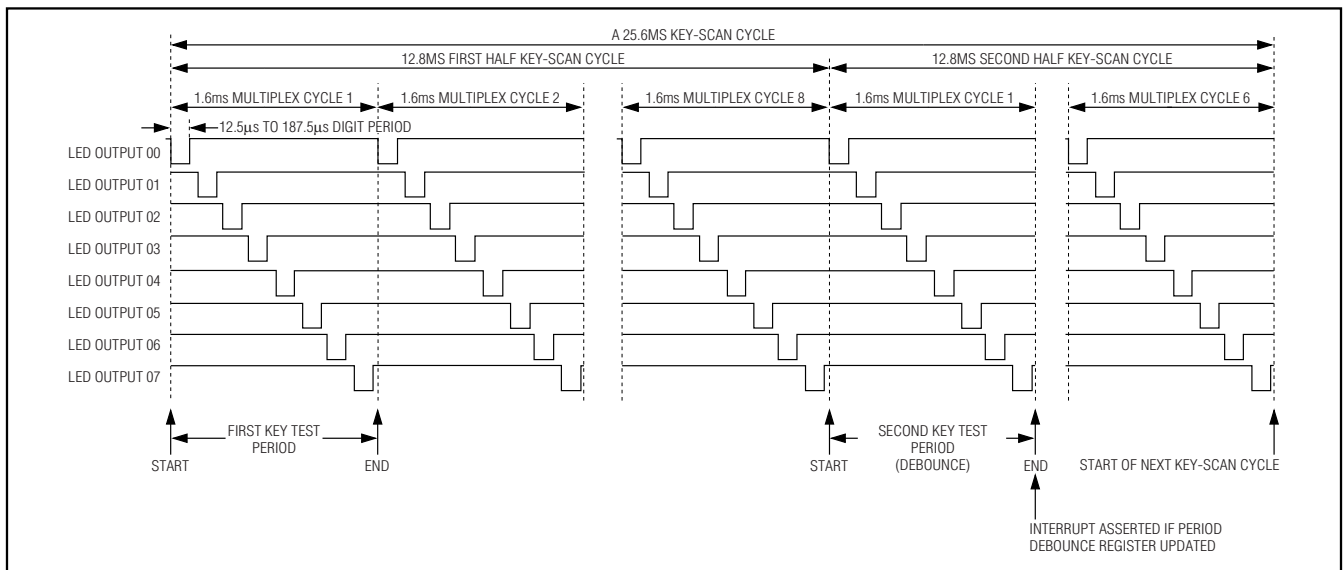 A 25.6MS KEY-SCAN CYCLE
12.8MS FIRST HALF KEY-SCAN CYCLE
12.8MS SECOND HALF KEY-SCAN CYCLE
1.6ms MULTIPLEX CYCLE 1
1.6ms MULTIPLEX CYCLE 2
1.6ms MULTIPLEX CYCLE 8
1.6ms MULTIPLEX CYCLE 1
1.6ms MULTIPLEX CYCLE 6
12.5μs TO 187.5μs DIGIT PERIOD
LED OUTPUT 00
LED OUTPUT 01
LED OUTPUT 02
LED OUTPUT 03
LED OUTPUT 04
LED OUTPUT 05
LED OUTPUT 06
LED OUTPUT 07
FIRST KEY TEST
PERIOD
START
END
SECOND KEY TEST
PERIOD
(DEBOUNCE)
START
END
START OF NEXT KEY-SCAN CYCLE
INTERRUPT ASSERTED IF PERIOD
DEBOUNCE REGISTER UPDATED